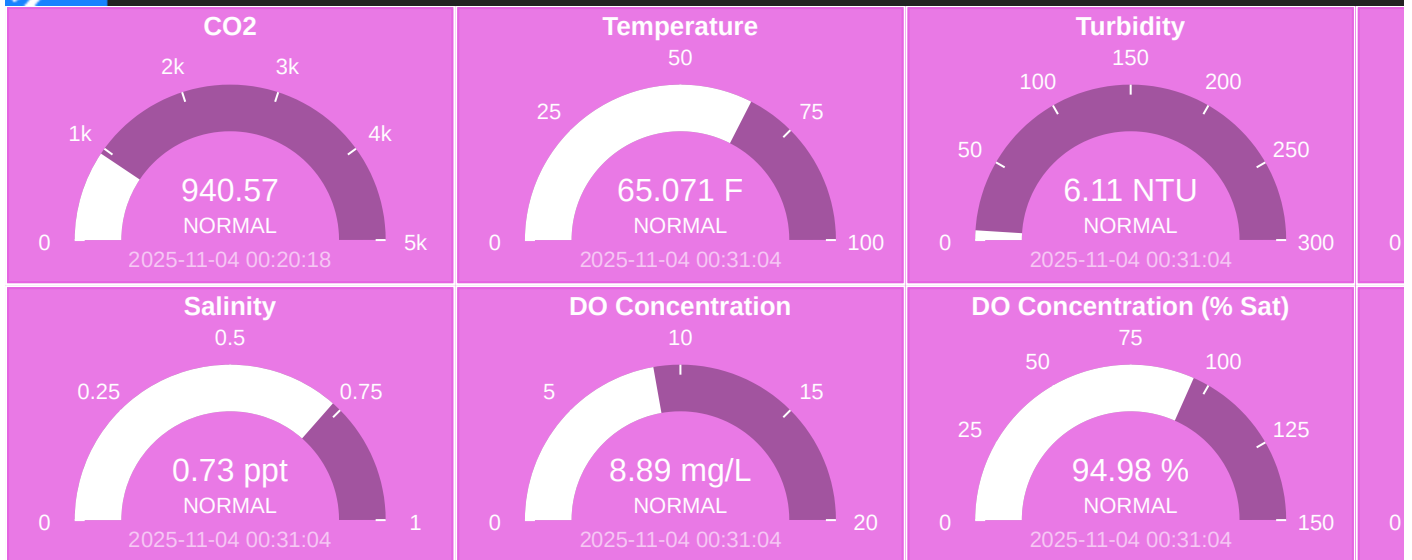 CO2
0
1k
2k
3k
4k
5k
940.57
NORMAL
2025-11-04 00:20:18
Temperature
0
25
50
75
100
65.071 F
NORMAL
2025-11-04 00:31:04
Turbidity
0
50
100
150
200
250
300
6.11 NTU
NORMAL
2025-11-04 00:31:04
0
Salinity
0
0.25
0.5
0.75
1
0.73 ppt
NORMAL
2025-11-04 00:31:04
DO Concentration
0
5
10
15
20
8.89 mg/L
NORMAL
2025-11-04 00:31:04
DO Concentration (% Sat)
0
25
50
75
100
125
150
94.98 %
NORMAL
2025-11-04 00:31:04
0